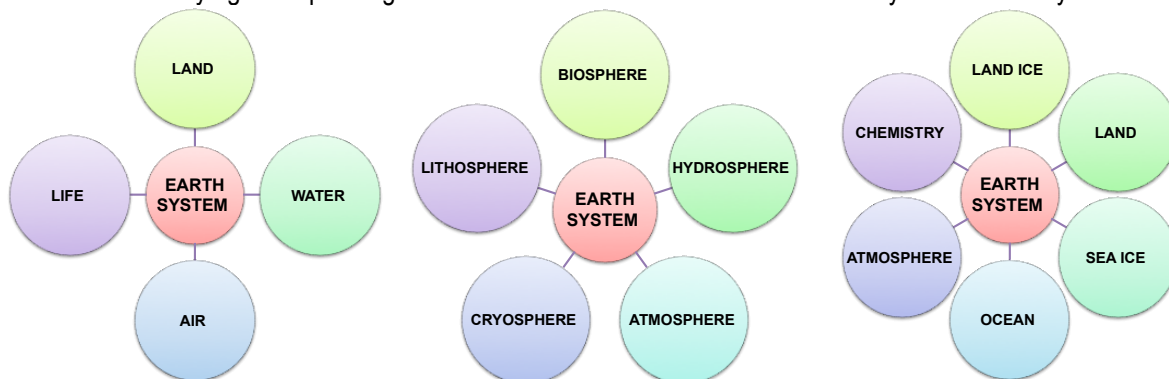 LAND
LIFE
EARTH
SYSTEM
WATER
AIR
BIOSPHERE
LITHOSPHERE
HYDROSPHERE
EARTH
SYSTEM
CRYOSPHERE
ATMOSPHERE
LAND ICE
CHEMISTRY
LAND
EARTH
SYSTEM
ATMOSPHERE
SEA ICE
OCEAN